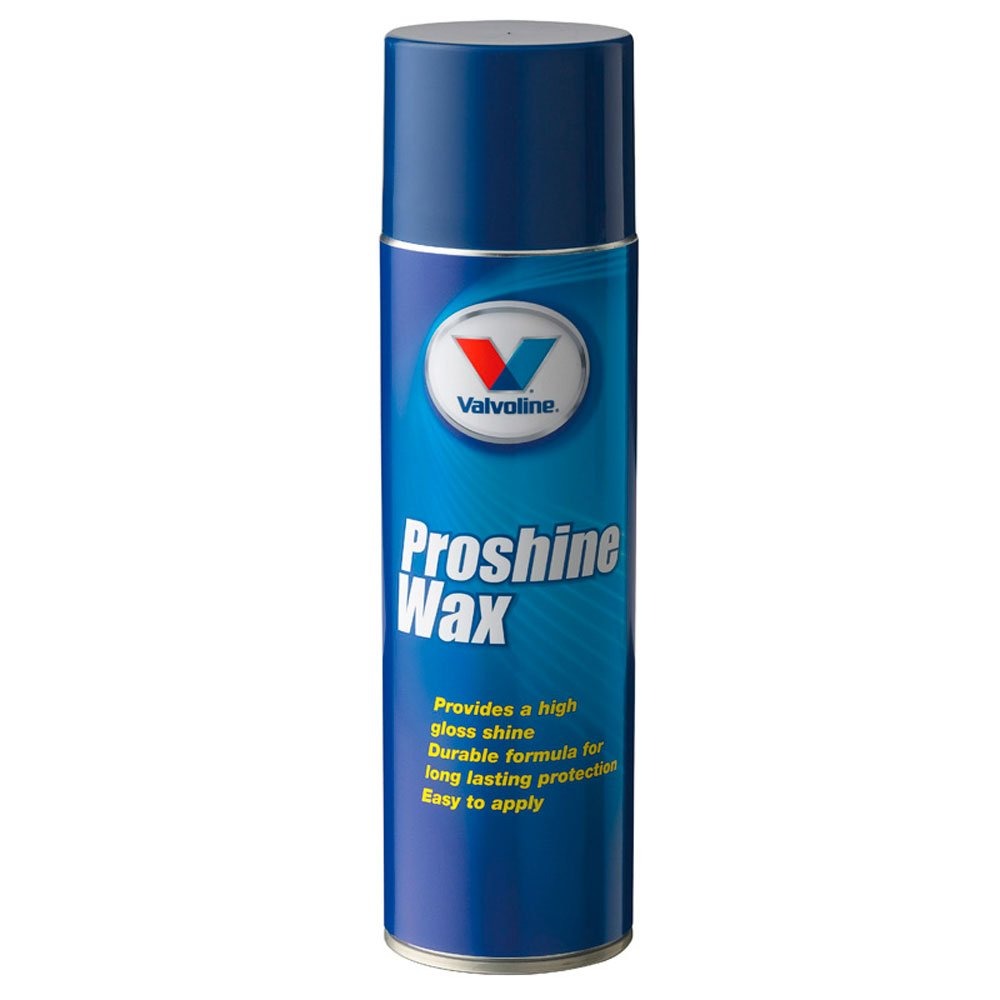 Valvoline.
Proshine
Wax
Provides a high
gloss shine
Durable formula for
long lasting protection
Easy to apply